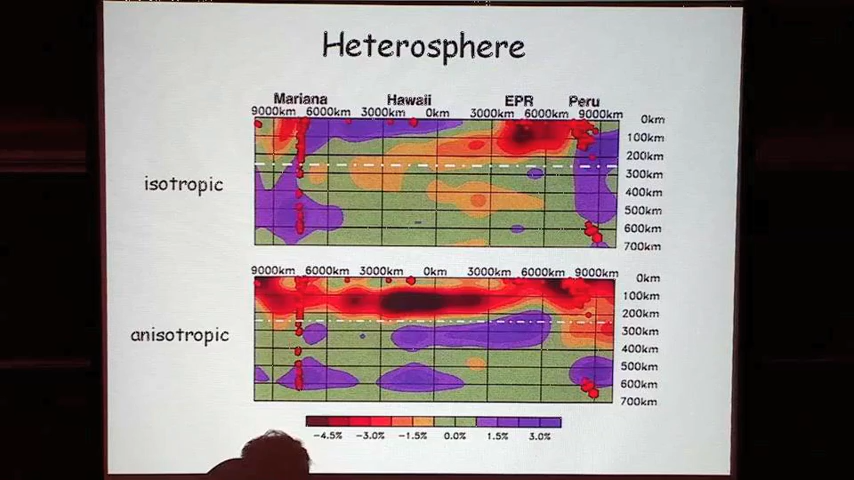 Heterosphere
Mariana Hawaii EPR Peru
9000km 6000km 3000km 0km 3000km 6000km 9000km
0km
100km
200km
300km
400km
500km
600km
700km
isotropic
9000km 6000km 3000km 0km 3000km 6000km 9000km
0km
100km
200km
300km
400km
500km
600km
700km
anisotropic
-4.5% -3.0% -1.5% 0.0% 1.5% 3.0%